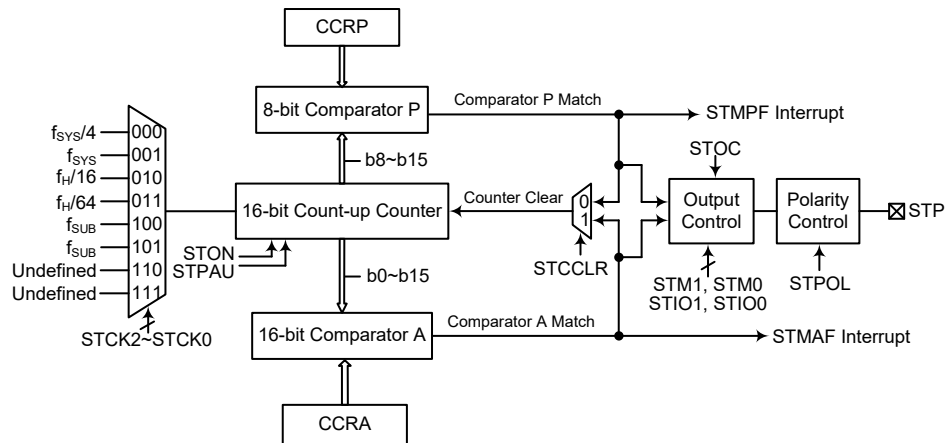 CCRP
8-bit Comparator P
Comparator P Match
STMPF Interrupt
fSYS/4
000
fSYS
001
fH/16
010
fH/64
011
fSUB
100
fSUB
101
Undefined
110
Undefined
111
STCK2~STCK0
b8~b15
16-bit Count-up Counter
STON
STPAU
b0~b15
Counter Clear
0
1
STCCLR
STOC
Output
Control
STM1, STM0
STIO1, STIO0
Polarity
Control
STPOL
STP
16-bit Comparator A
Comparator A Match
STMAF Interrupt
CCRA